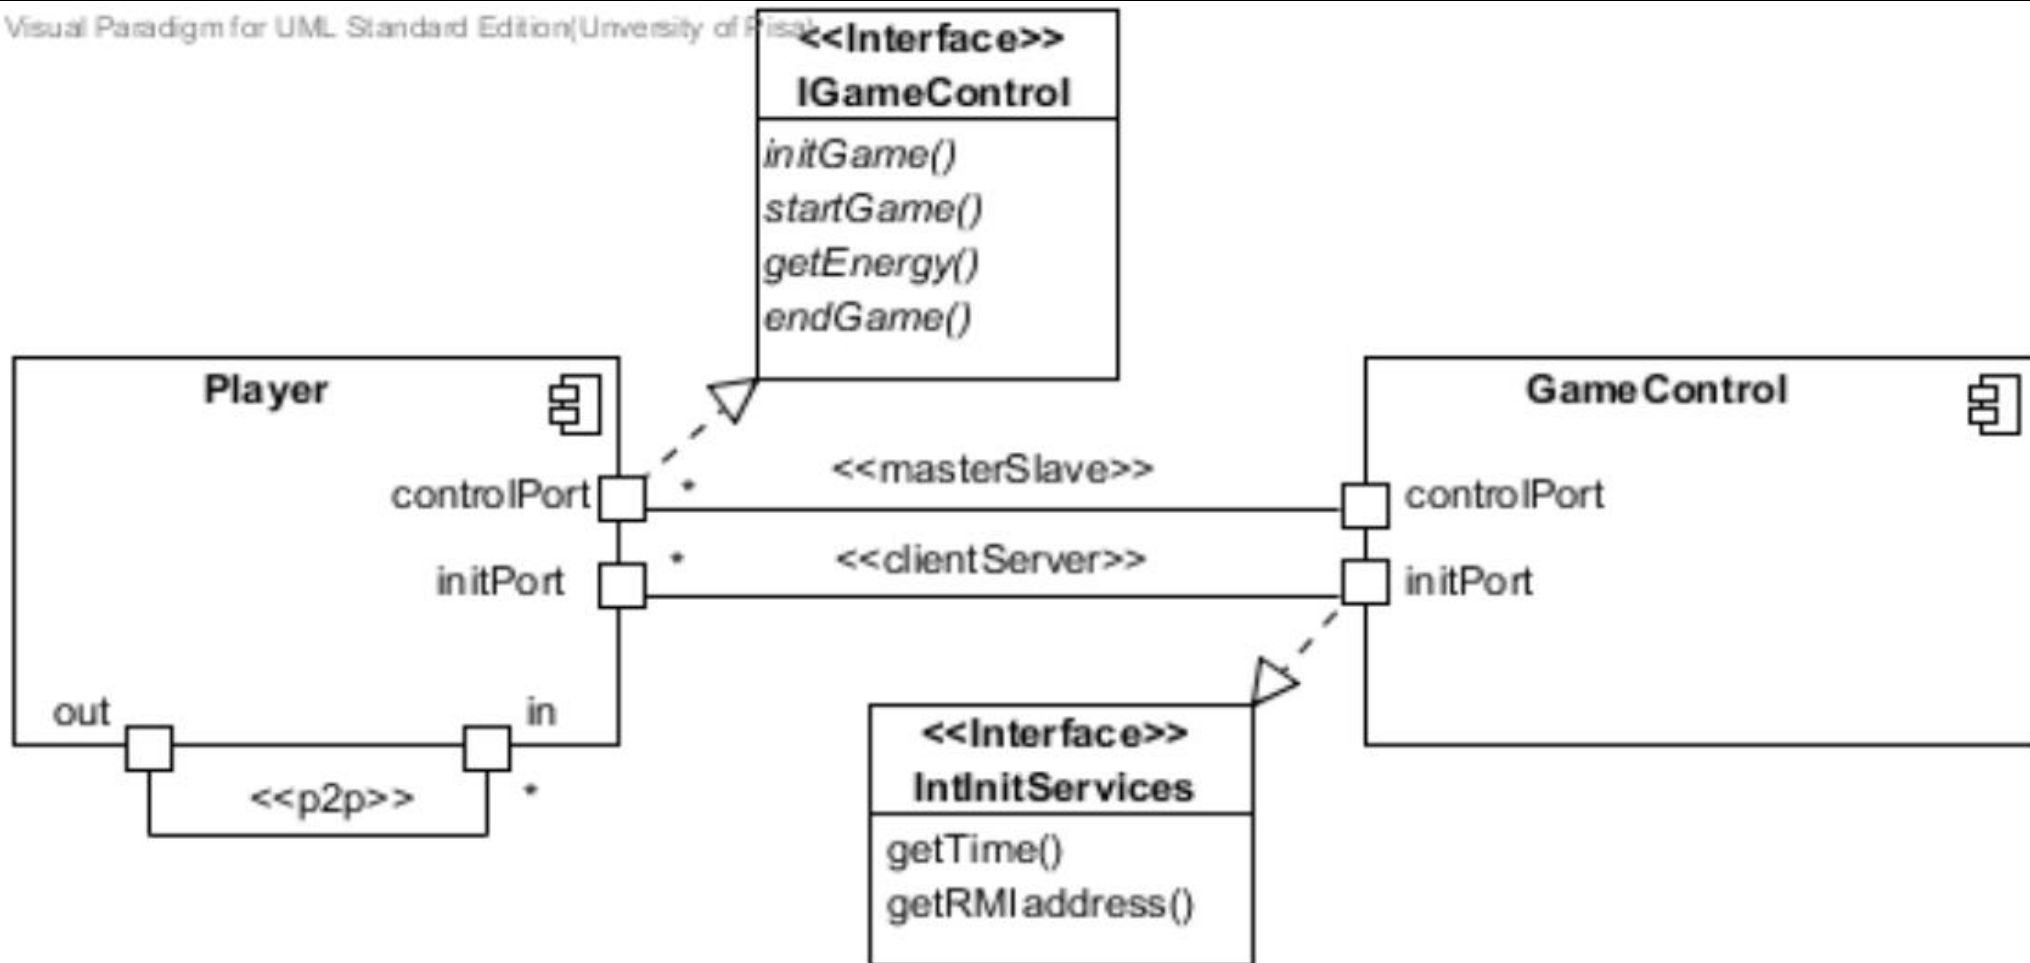 Visual Paradigm for UML Standard Edition(Unversity of Pisa)
<<Interface>>
IGameControl
initGame()
startGame()
getEnergy()
endGame()
Player
GameControl
<<masterSlave>>
controlPort
*
controlPort
<<clientServer>>
*
initPort
initPort
out
in
<<p2p>>
*
<<Interface>>
IntInitServices
getTime()
getRMIaddress()